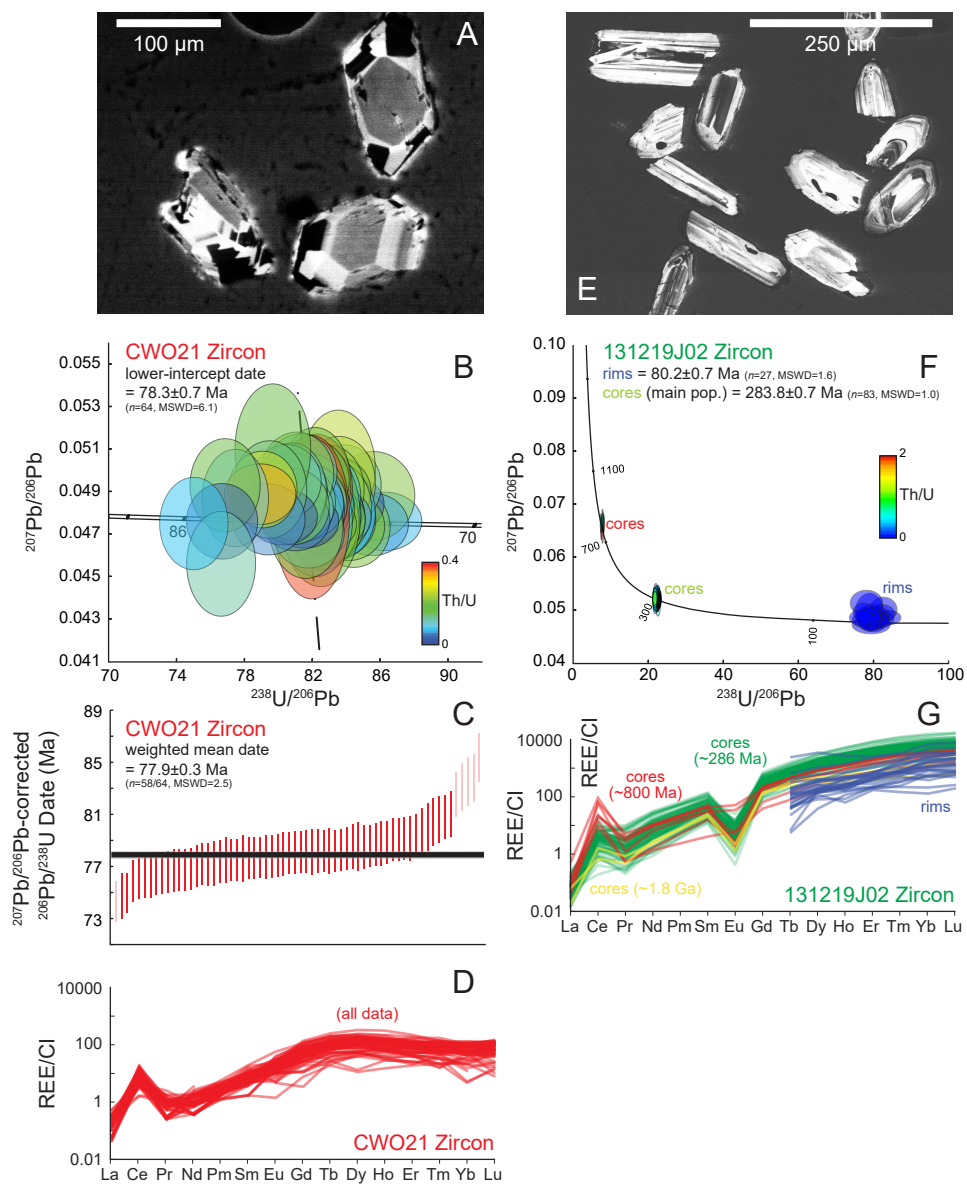 100 µm
A
250 µm
E
B
CWO21 Zircon
lower-intercept date
= 78.3±0.7 Ma
(n=64, MSWD=6.1)
0.055
0.053
0.051
0.049
0.047
0.045
0.043
0.041
207Pb/206Pb
86
70
0.4
Th/U
0
70 74 78 82 86 90
238U/206Pb
F
131219J02 Zircon
rims = 80.2±0.7 Ma (n=27, MSWD=1.6)
cores (main pop.) = 283.8±0.7 Ma (n=83, MSWD=1.0)
0.10
0.09
0.08
0.07
0.06
0.05
0.04
207Pb/206Pb
1100
cores
700
cores
300
100
rims
2
Th/U
0
0 20 40 60 80 100
238U/206Pb
C
CWO21 Zircon
weighted mean date
= 77.9±0.3 Ma
(n=58/64, MSWD=2.5)
89
85
81
77
73
207Pb/206Pb-corrected
206Pb/238U Date (Ma)
G
10000
100
1
0.01
REE/CI
REE/CI
cores
(~286 Ma)
cores
(~800 Ma)
rims
cores (~1.8 Ga)
131219J02 Zircon
La Ce Pr Nd Pm Sm Eu Gd Tb Dy Ho Er Tm Yb Lu
D
10000
100
1
0.01
REE/CI
(all data)
CWO21 Zircon
La Ce Pr Nd Pm Sm Eu Gd Tb Dy Ho Er Tm Yb Lu